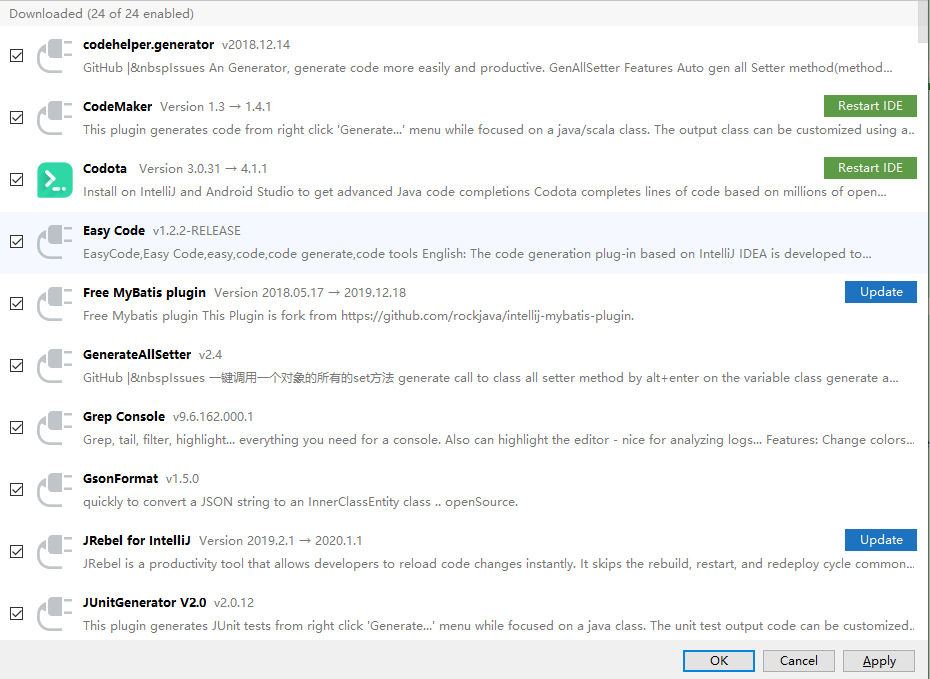 Downloaded (24 of 24 enabled)
codehelper.generator v2018.12.14
GitHub |&nbspIssues An Generator, generate code more easily and productive. GenAllSetter Features Auto gen all Setter method(method...
CodeMaker Version 1.3 → 1.4.1 Restart IDE
This plugin generates code from right click 'Generate...' menu while focused on a java/scala class. The output class can be customized using a..
Codota Version 3.0.31 → 4.1.1 Restart IDE
Install on IntelliJ and Android Studio to get advanced Java code completions Codota completes lines of code based on millions of open...
Easy Code v1.2.2-RELEASE
EasyCode,Easy Code,easy,code,code generate,code tools English: The code generation plug-in based on IntelliJ IDEA is developed to...
Free MyBatis plugin Version 2018.05.17 → 2019.12.18 Update
Free Mybatis plugin This Plugin is fork from https://github.com/rockjava/intellij-mybatis-plugin.
GenerateAllSetter v2.4
GitHub |&nbspIssues 一键调用一个对象的所有的set方法 generate call to class all setter method by alt+enter on the variable class generate a...
Grep Console v9.6.162.000.1
Grep, tail, filter, highlight... everything you need for a console. Also can highlight the editor - nice for analyzing logs... Features: Change colors...
GsonFormat v1.5.0
quickly to convert a JSON string to an InnerClassEntity class .. openSource.
JRebel for IntelliJ Version 2019.2.1 → 2020.1.1 Update
JRebel is a productivity tool that allows developers to reload code changes instantly. It skips the rebuild, restart, and redeploy cycle common...
JUnitGenerator V2.0 v2.0.12
This plugin generates JUnit tests from right click 'Generate...' menu while focused on a java class. The unit test output code can be customized..
OK Cancel Apply